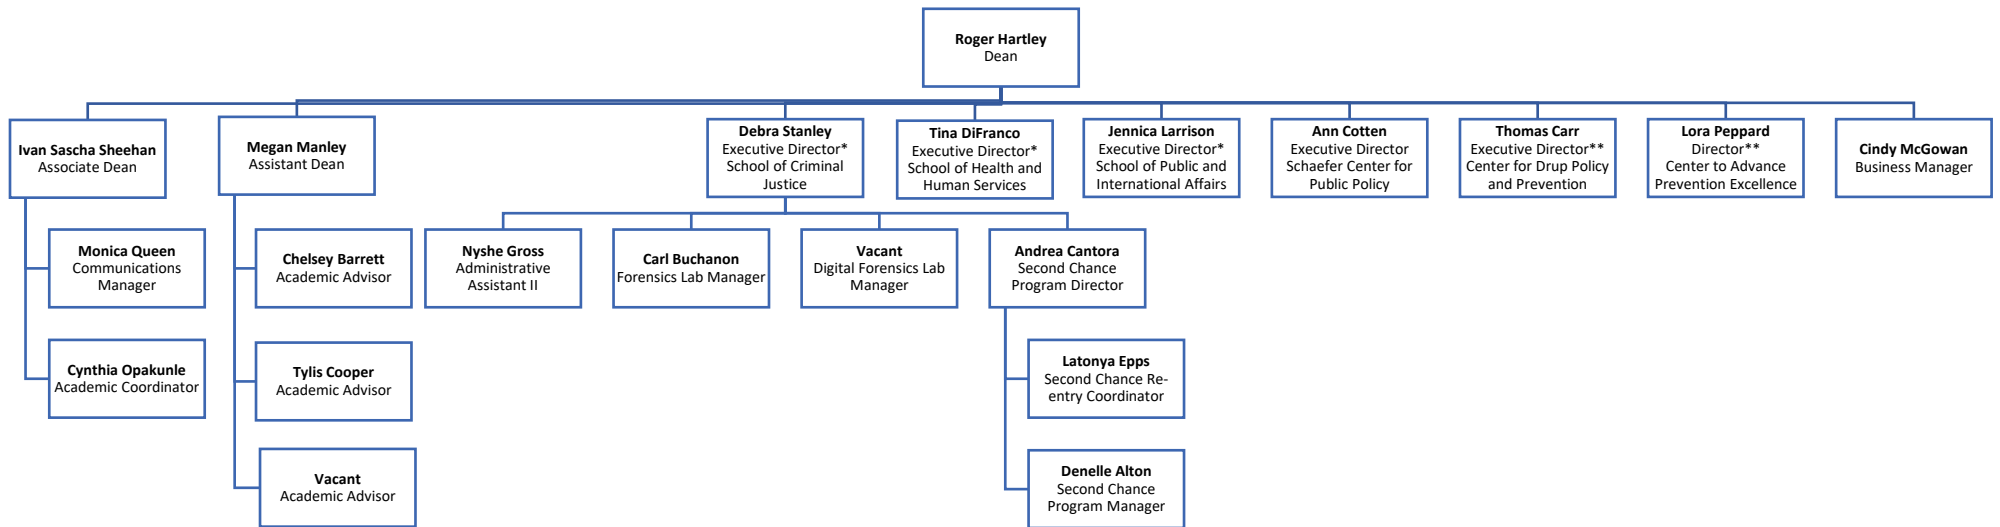 Roger Hartley
Dean
Ivan Sascha Sheehan
Associate Dean
Megan Manley
Assistant Dean
Debra Stanley
Executive Director*
School of Criminal
Justice
Tina DiFranco
Executive Director*
School of Health and
Human Services
Jennica Larrison
Executive Director*
School of Public and
International Affairs
Ann Cotten
Executive Director
Schaefer Center for
Public Policy
Thomas Carr
Executive Director**
Center for Drup Policy
and Prevention
Lora Peppard
Director**
Center to Advance
Prevention Excellence
Cindy McGowan
Business Manager
Monica Queen
Communications
Manager
Chelsey Barrett
Academic Advisor
Nyshe Gross
Administrative
Assistant II
Carl Buchanon
Forensics Lab Manager
Vacant
Digital Forensics Lab
Manager
Andrea Cantora
Second Chance
Program Director
Cynthia Opakunle
Academic Coordinator
Tylis Cooper
Academic Advisor
Latonya Epps
Second Chance Re-
entry Coordinator
Vacant
Academic Advisor
Denelle Alton
Second Chance
Program Manager